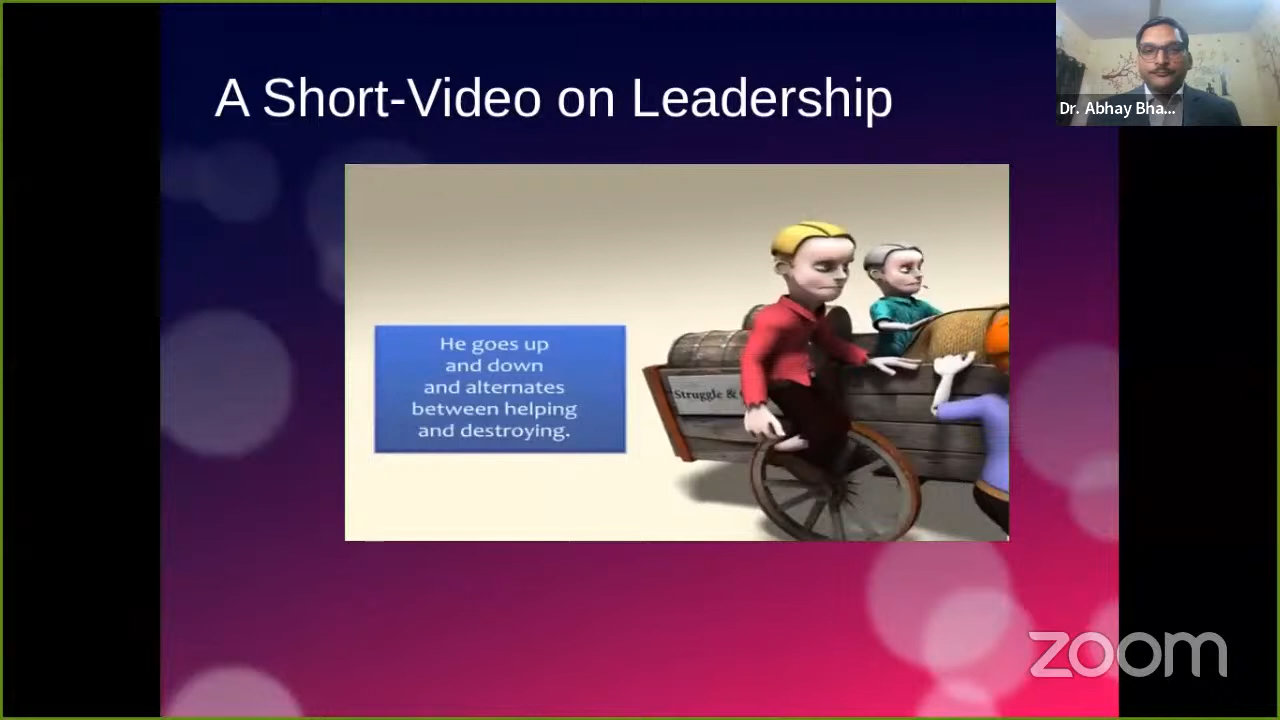 A Short-Video on Leadership
Dr. Abhay Bha...
He goes up
and down
and alternates
between helping
and destroying.
Struggle &
zoom